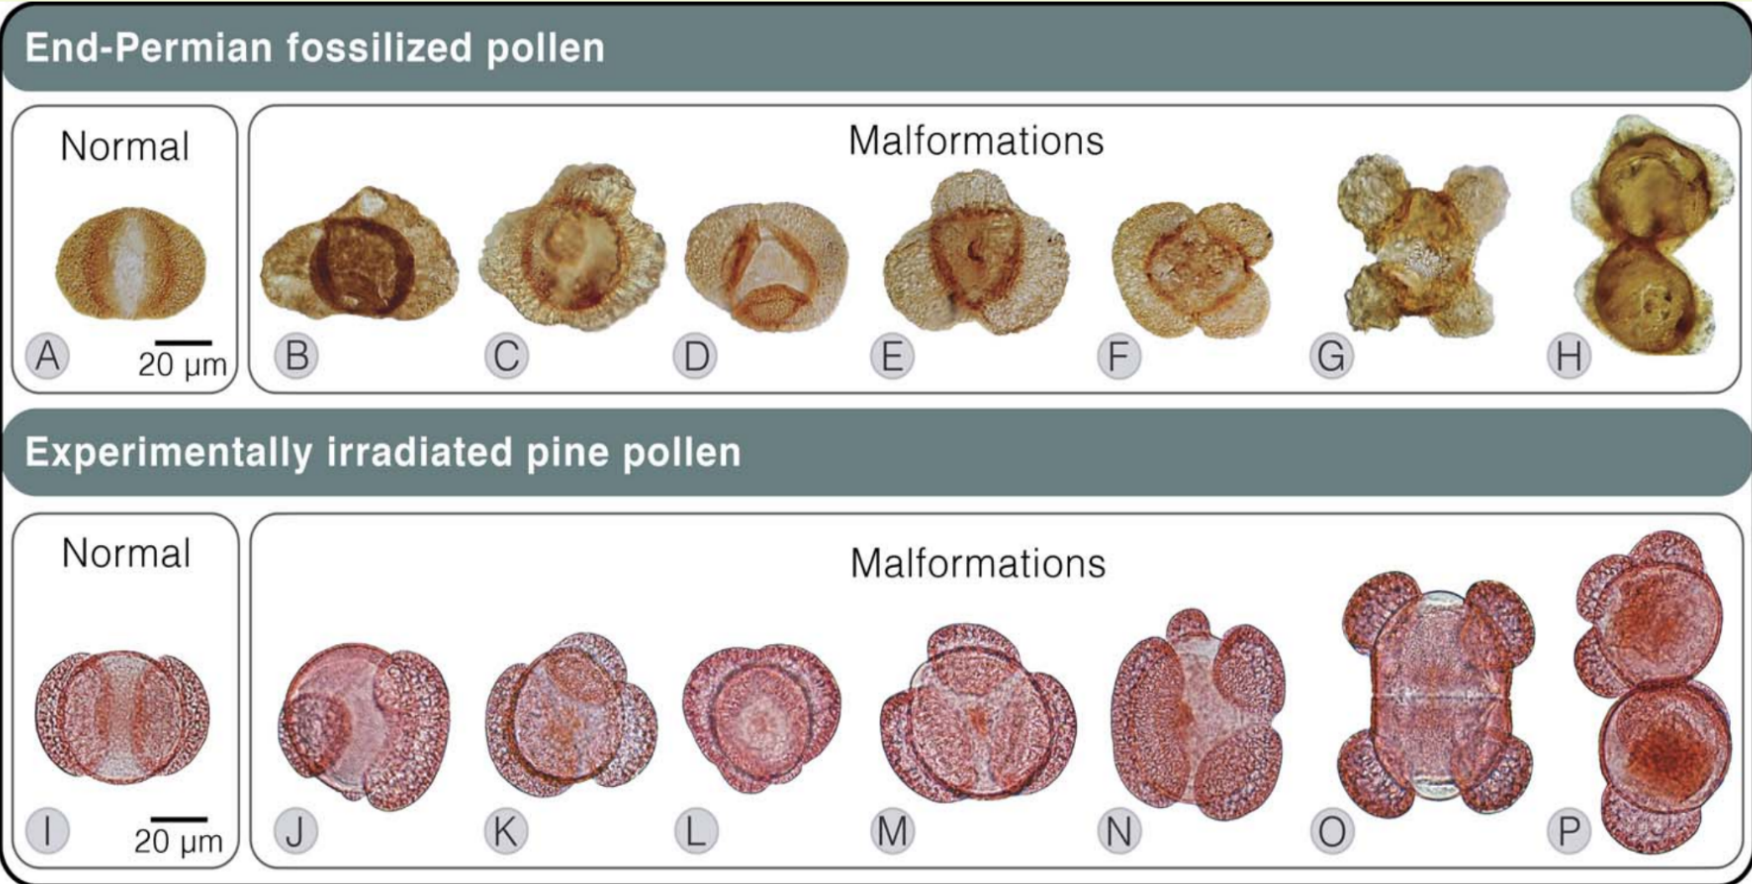 End-Permian fossilized pollen
Normal
Malformations
A
20 µm
B
C
D
E
F
G
H
Experimentally irradiated pine pollen
Normal
Malformations
I
20 µm
J
K
L
M
N
O
P